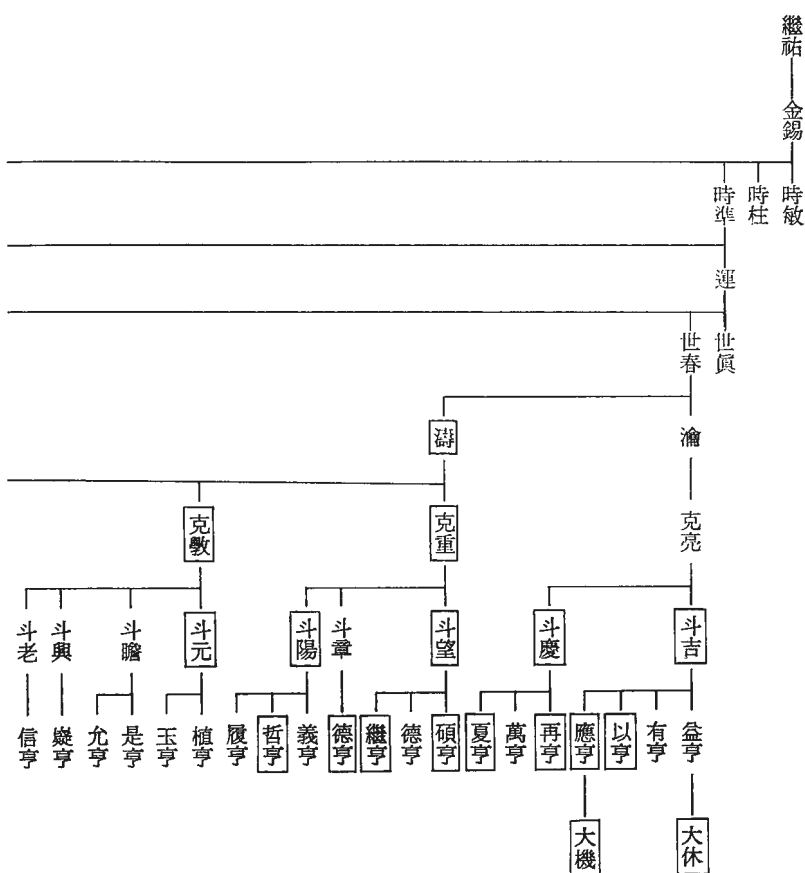 繼祐
金錫
時敏
時柱
時準
運
世眞
世春
瀹
濤
克亮
克重
克斆
斗吉
斗慶
斗望
斗章
斗陽
斗元
斗瞻
斗興
斗老
益亨
有亨
以亨
應亨
再亨
萬亨
夏亨
碩亨
德亨
繼亨
德亨
義亨
哲亨
履亨
植亨
玉亨
是亨
允亨
嶷亨
信亨
大休
大機